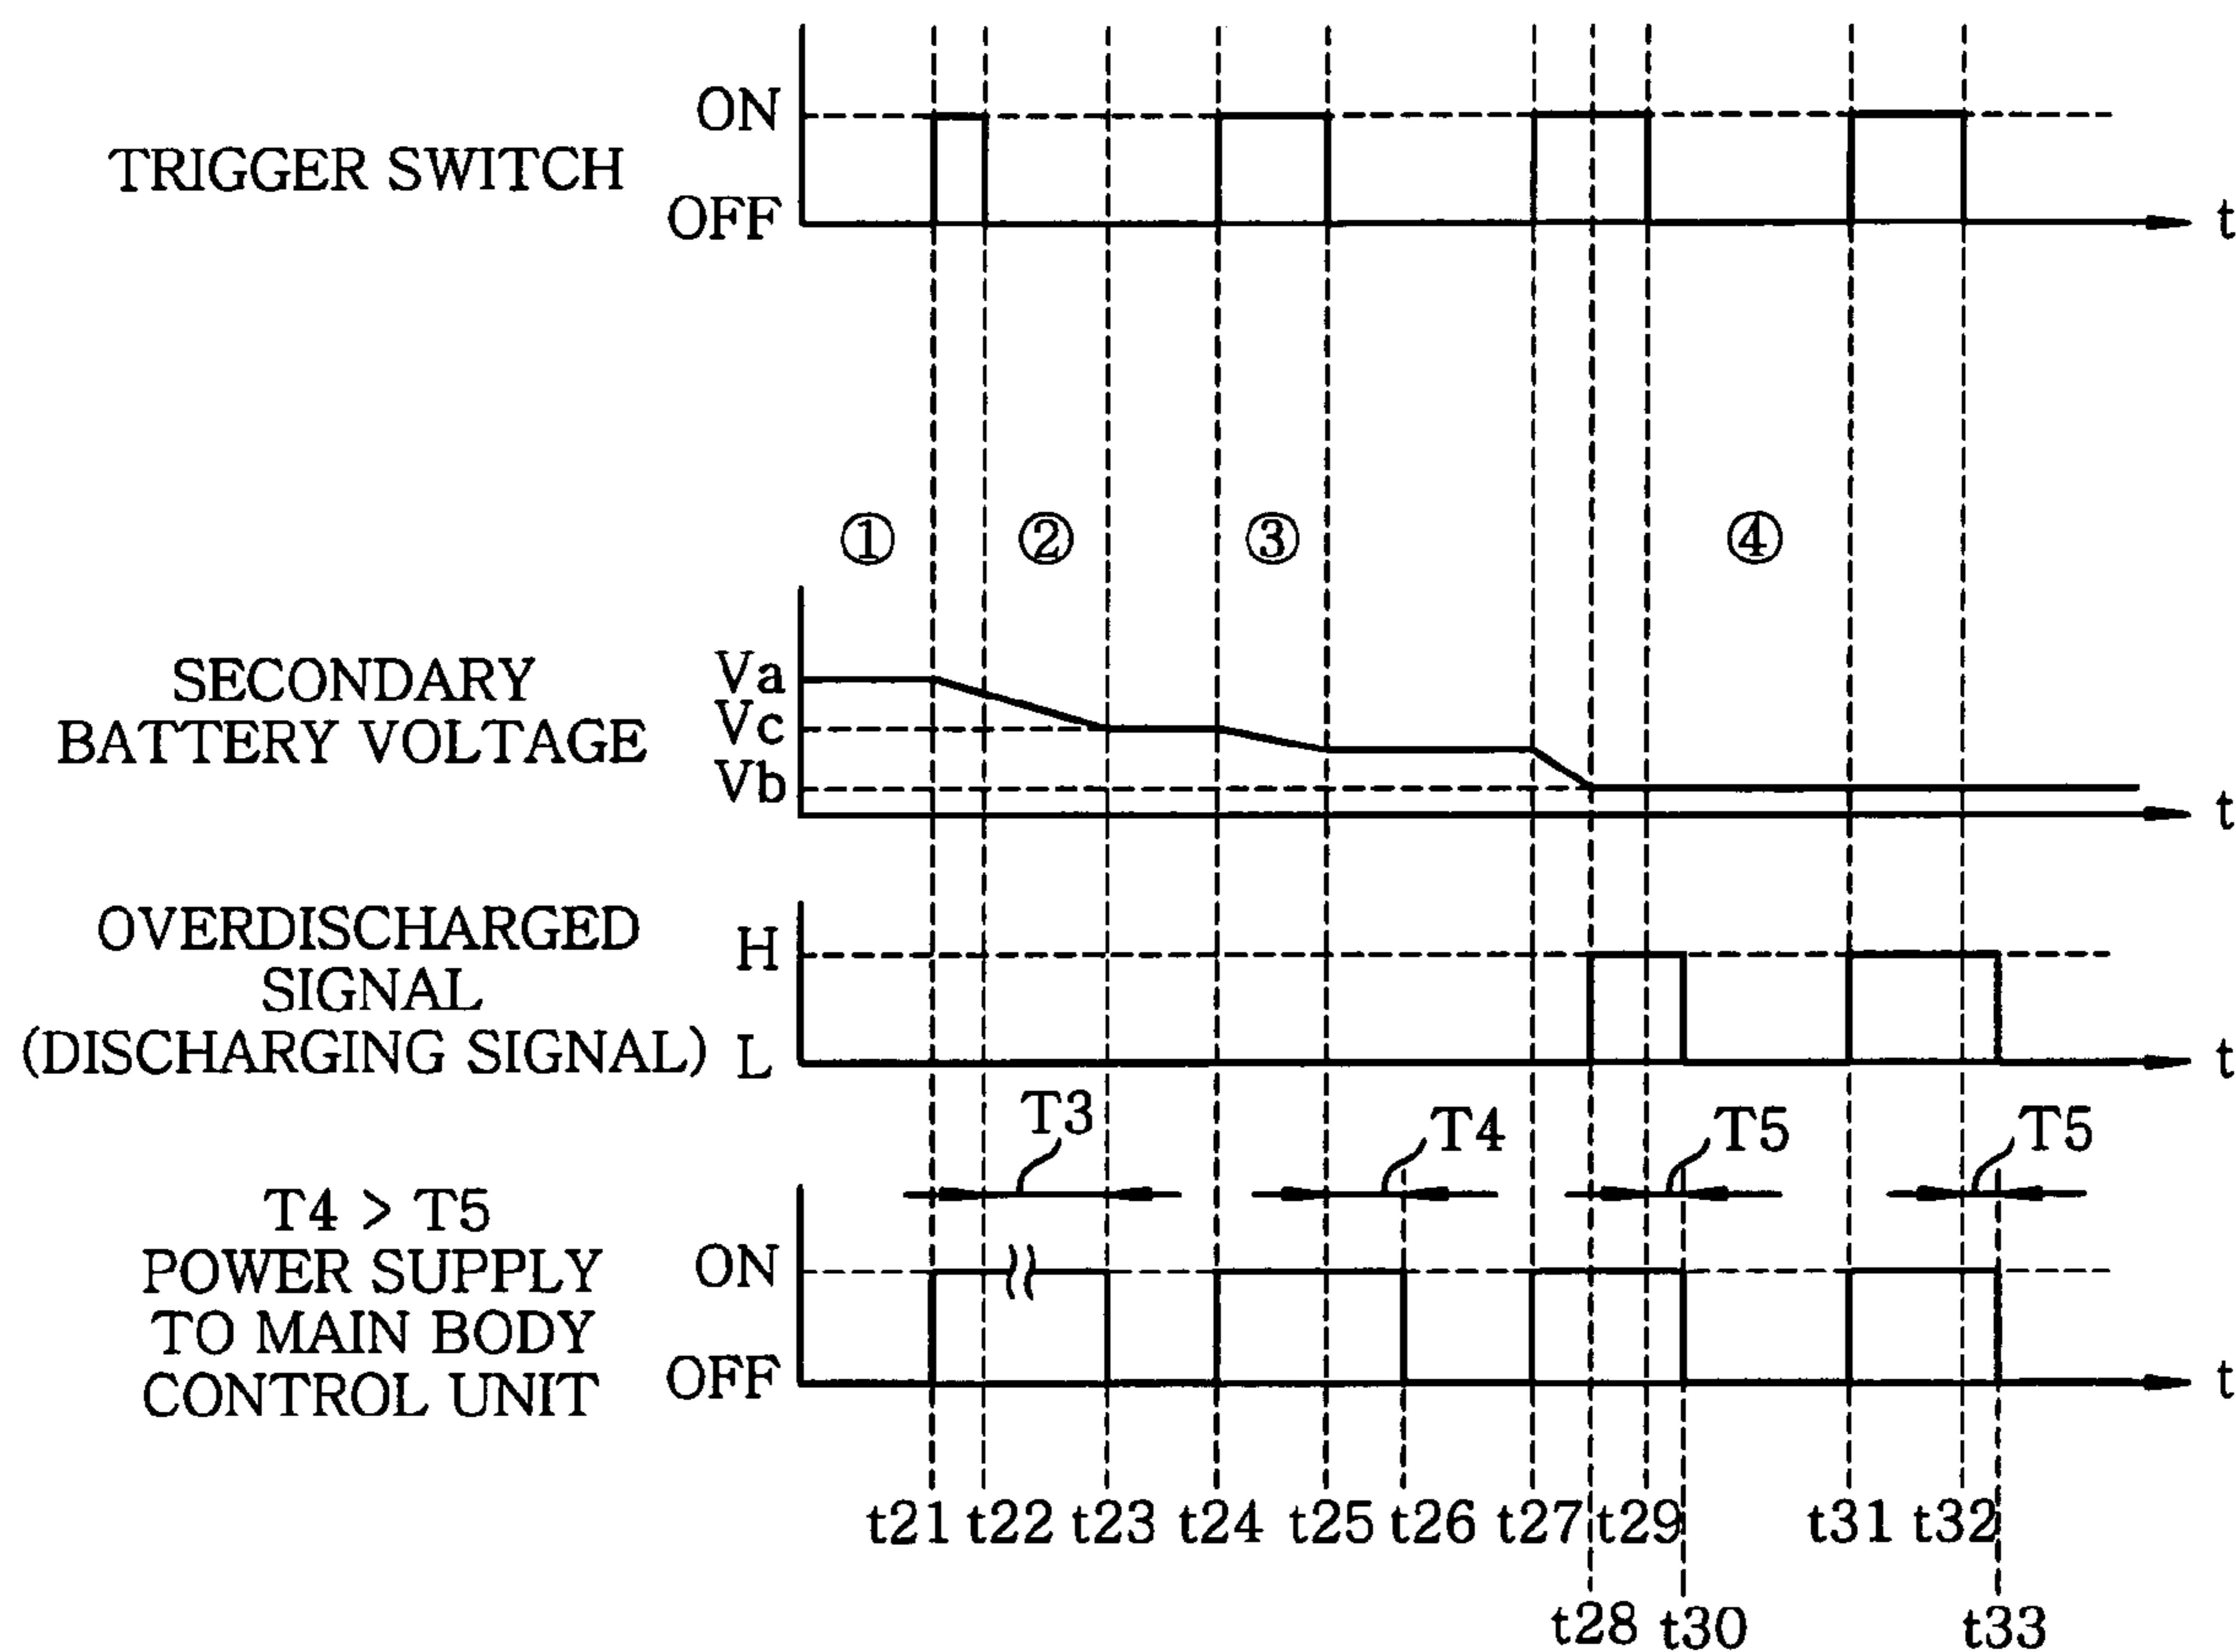 ON
TRIGGER SWITCH
OFF
t
① ② ③ ④
SECONDARY
BATTERY VOLTAGE
Va
Vc
Vb
t
OVERDISCHARGED
SIGNAL
(DISCHARGING SIGNAL)
H
L
t
T3 T4 T5 T5
T4 > T5
POWER SUPPLY
TO MAIN BODY
CONTROL UNIT
ON
OFF
t
t21 t22 t23 t24 t25 t26 t27 t29 t31 t32
t28 t30 t33